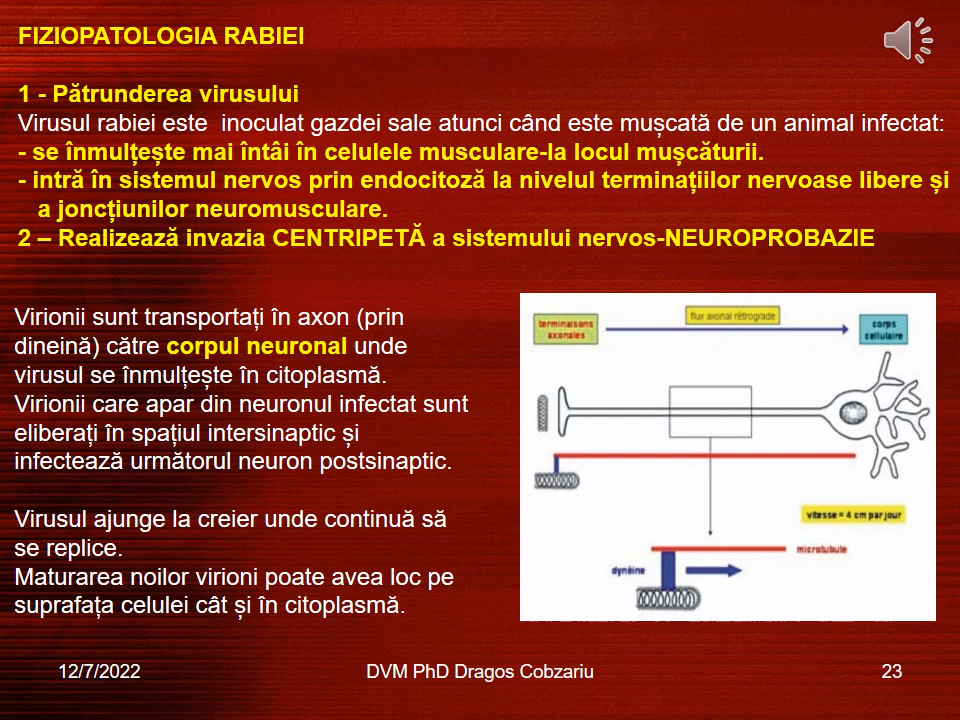 FIZIOPATOLOGIA RABIEI
1 - Pătrunderea virusului
Virusul rabiei este  inoculat gazdei sale atunci când este mușcată de un animal infectat:
- se înmulțește mai întâi în celulele musculare-la locul mușcăturii.
- intră în sistemul nervos prin endocitoză la nivelul terminațiilor nervoase libere și
a joncțiunilor neuromusculare.
2 – Realizează invazia CENTRIPETĂ a sistemului nervos-NEUROPROBAZIE
Virionii sunt transportați în axon (prin
dineină) către corpul neuronal unde
virusul se înmulțește în citoplasmă.
Virionii care apar din neuronul infectat sunt
eliberați în spațiul intersinaptic și
infectează următorul neuron postsinaptic.
Virusul ajunge la creier unde continuă să
se replice.
Maturarea noilor virioni poate avea loc pe
suprafața celulei cât și în citoplasmă.
terminaisons
axonales
flux axonal rétrograde
corps
cellulaire
vitesse = 4 cm par jour
microtubule
dynéine
12/7/2022
DVM PhD Dragos Cobzariu
23